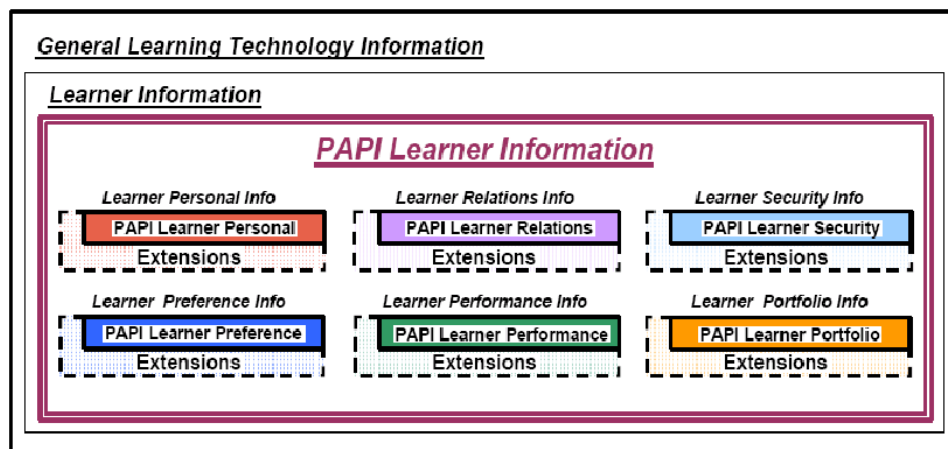 General Learning Technology Information
Learner Information
PAPI Learner Information
Learner Personal Info
Learner Relations Info
Learner Security Info
PAPI Learner Personal
PAPI Learner Relations
PAPI Learner Security
Extensions
Extensions
Extensions
Learner Preference Info
Learner Performance Info
Learner Portfolio Info
PAPI Learner Preference
PAPI Learner Performance
PAPI Learner Portfolio
Extensions
Extensions
Extensions